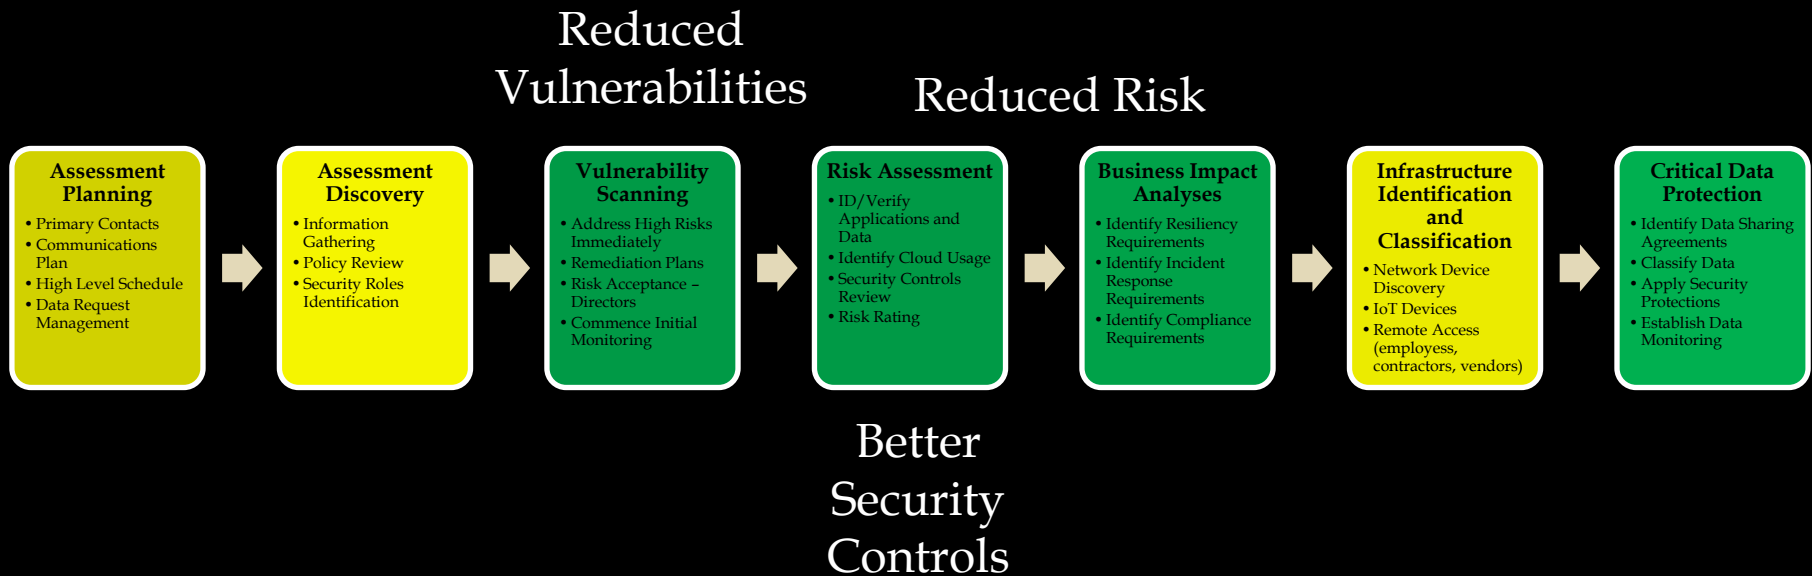 Reduced
Vulnerabilities
Reduced Risk
Assessment
Planning
• Primary Contacts
• Communications
Plan
• High Level Schedule
• Data Request
Management
Assessment
Discovery
• Information
Gathering
• Policy Review
• Security Roles
Identification
Vulnerability
Scanning
• Address High Risks
Immediately
• Remediation Plans
• Risk Acceptance –
Directors
• Commence Initial
Monitoring
Risk Assessment
• ID/Verify
Applications and
Data
• Identify Cloud Usage
• Security Controls
Review
• Risk Rating
Business Impact
Analyses
• Identify Resiliency
Requirements
• Identify Incident
Response
Requirements
• Identify Compliance
Requirements
Infrastructure
Identification
and
Classification
• Network Device
Discovery
• IoT Devices
• Remote Access
(employess,
contractors, vendors)
Critical Data
Protection
• Identify Data Sharing
Agreements
• Classify Data
• Apply Security
Protections
• Establish Data
Monitoring
Better
Security
Controls